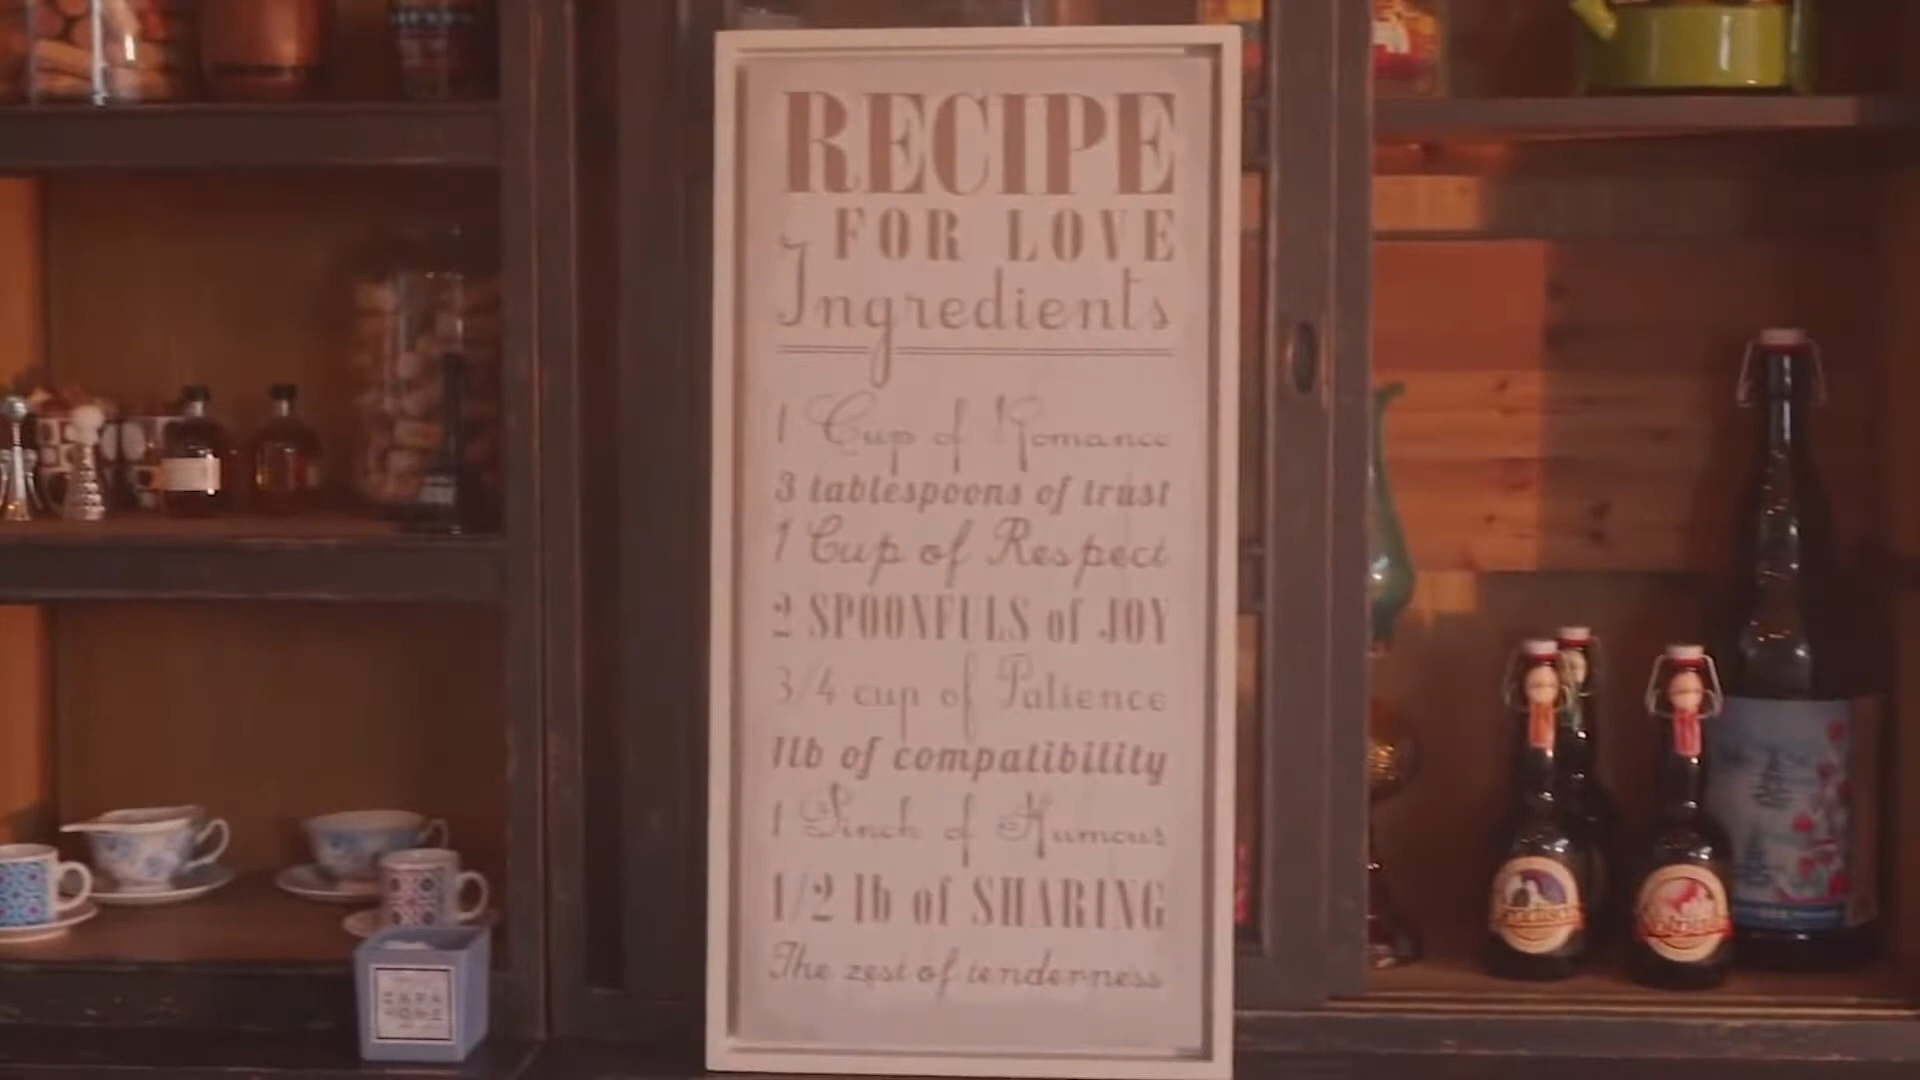 RECIPE
FOR LOVE
Ingredients
1 Cup of Romance
3 tablespoons of trust
1 Cup of Respect
2 SPOONFULS of JOY
3/4 cup of Patience
1lb of compatibility
1 Pinch of Humour
1/2 lb of SHARING
The zest of tenderness